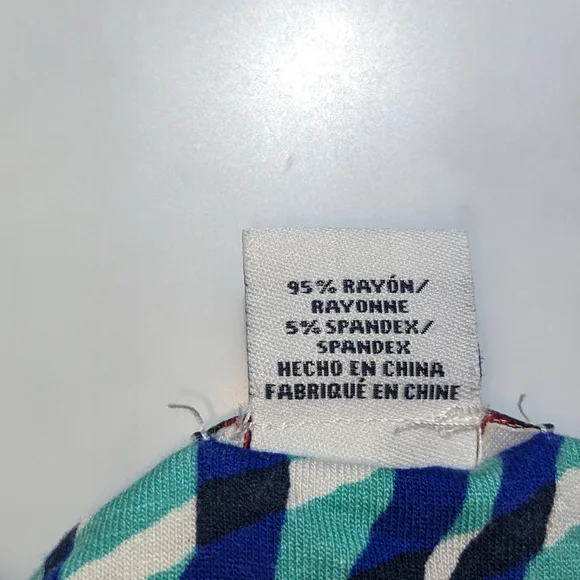 95% RAYÓN/
RAYONNE
5% SPANDEX/
SPANDEX
HECHO EN CHINA
FABRIQUÉ EN CHINE